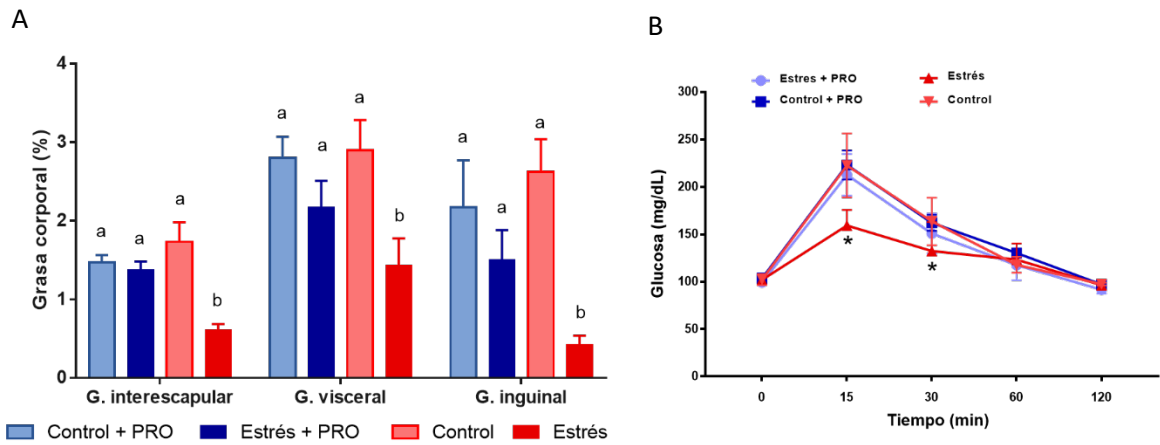 A
B
Grasa corporal (%)
4
3
2
1
0
a
a
a
b
a
a
a
b
a
a
a
b
G. interescapular
G. visceral
G. inguinal
Control + PRO
Estrés + PRO
Control
Estrés
Estres + PRO
Estrés
Control + PRO
Control
Glucosa (mg/dL)
300
250
200
150
100
50
0
*
*
0
15
30
60
120
Tiempo (min)